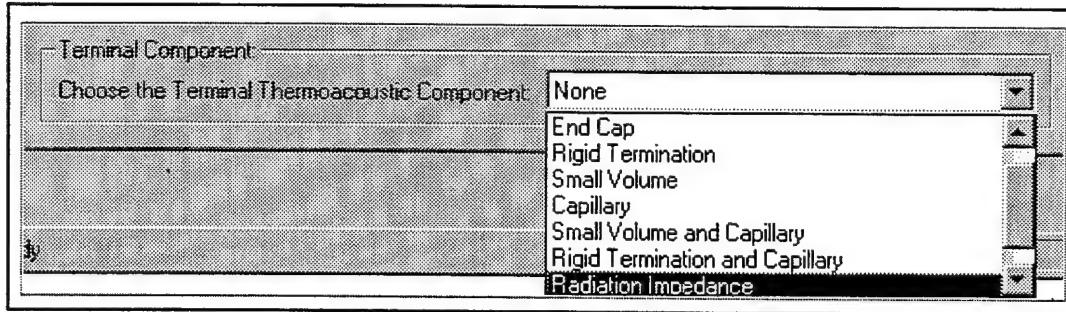 Terminal Component:
Choose the Terminal Thermoacoustic Component: None
End Cap
Rigid Termination
Small Volume
Capillary
Small Volume and Capillary
Rigid Termination and Capillary
Radiation Impedance
dy